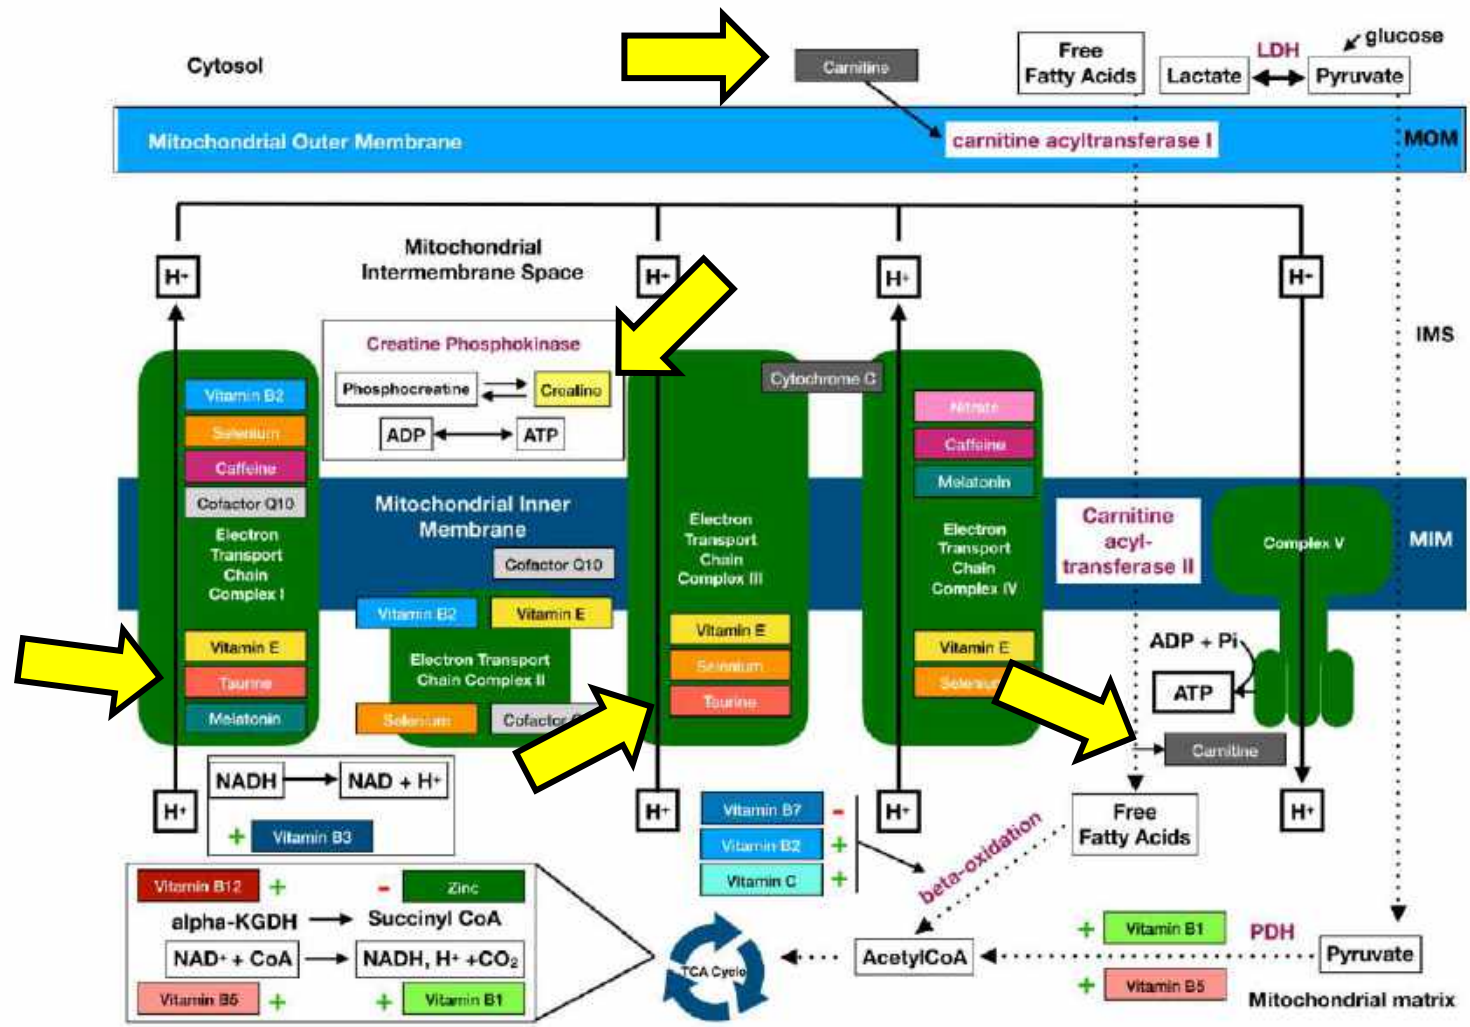 Cytosol
Carnitine
Free
Fatty Acids
Lactate
LDH
Pyruvate
glucose
Mitochondrial Outer Membrane
carnitine acyltransferase I
MOM
Mitochondrial
Intermembrane Space
H+
H+
H+
H+
IMS
Creatine Phosphokinase
Phosphocreatine
Creatine
ADP
ATP
Cytochrome C
Vitamin B2
Selenium
Caffeine
Cofactor Q10
Electron
Transport
Chain
Complex I
Vitamin E
Taurine
Melatonin
Mitochondrial Inner
Membrane
Cofactor Q10
Vitamin B2
Vitamin E
Electron Transport
Chain Complex II
Selenium
Cofactor
Electron
Transport
Chain
Complex III
Vitamin E
Selenium
Taurine
Nitrate
Caffeine
Melatonin
Electron
Transport
Chain
Complex IV
Vitamin E
Selenium
Carnitine
acyl-
transferase II
Complex V
MIM
ADP + Pi
ATP
Carnitine
NADH
NAD + H+
+ Vitamin B3
H+
H+
H+
H+
Vitamin B7 -
Vitamin B2 +
Vitamin C +
beta-oxidation
Free
Fatty Acids
Vitamin B12 +
- Zinc
alpha-KGDH
Succinyl CoA
NAD+ + CoA
NADH, H+ +CO2
Vitamin B5 +
+ Vitamin B1
TCA Cycle
AcetylCoA
+ Vitamin B1
PDH
+ Vitamin B5
Pyruvate
Mitochondrial matrix